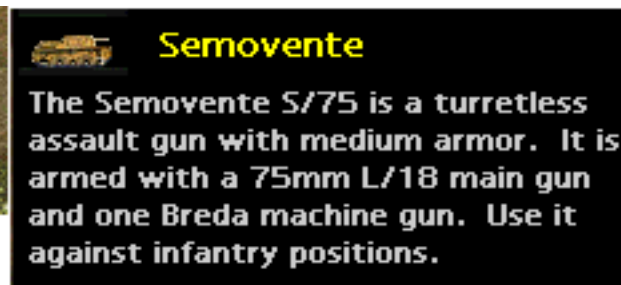 Semovente
The Semovente S/75 is a turretless
assault gun with medium armor. It is
armed with a 75mm L/18 main gun
and one Breda machine gun. Use it
against infantry positions.